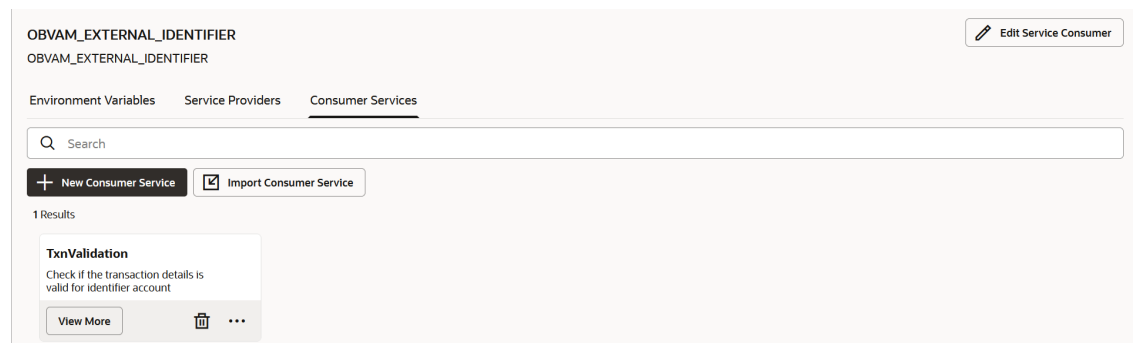 OBVAM_EXTERNAL_IDENTIFIER
Edit Service Consumer
OBVAM_EXTERNAL_IDENTIFIER
Environment Variables Service Providers Consumer Services
Search
New Consumer Service Import Consumer Service
1 Results
TxnValidation
Check if the transaction details is
valid for identifier account
View More